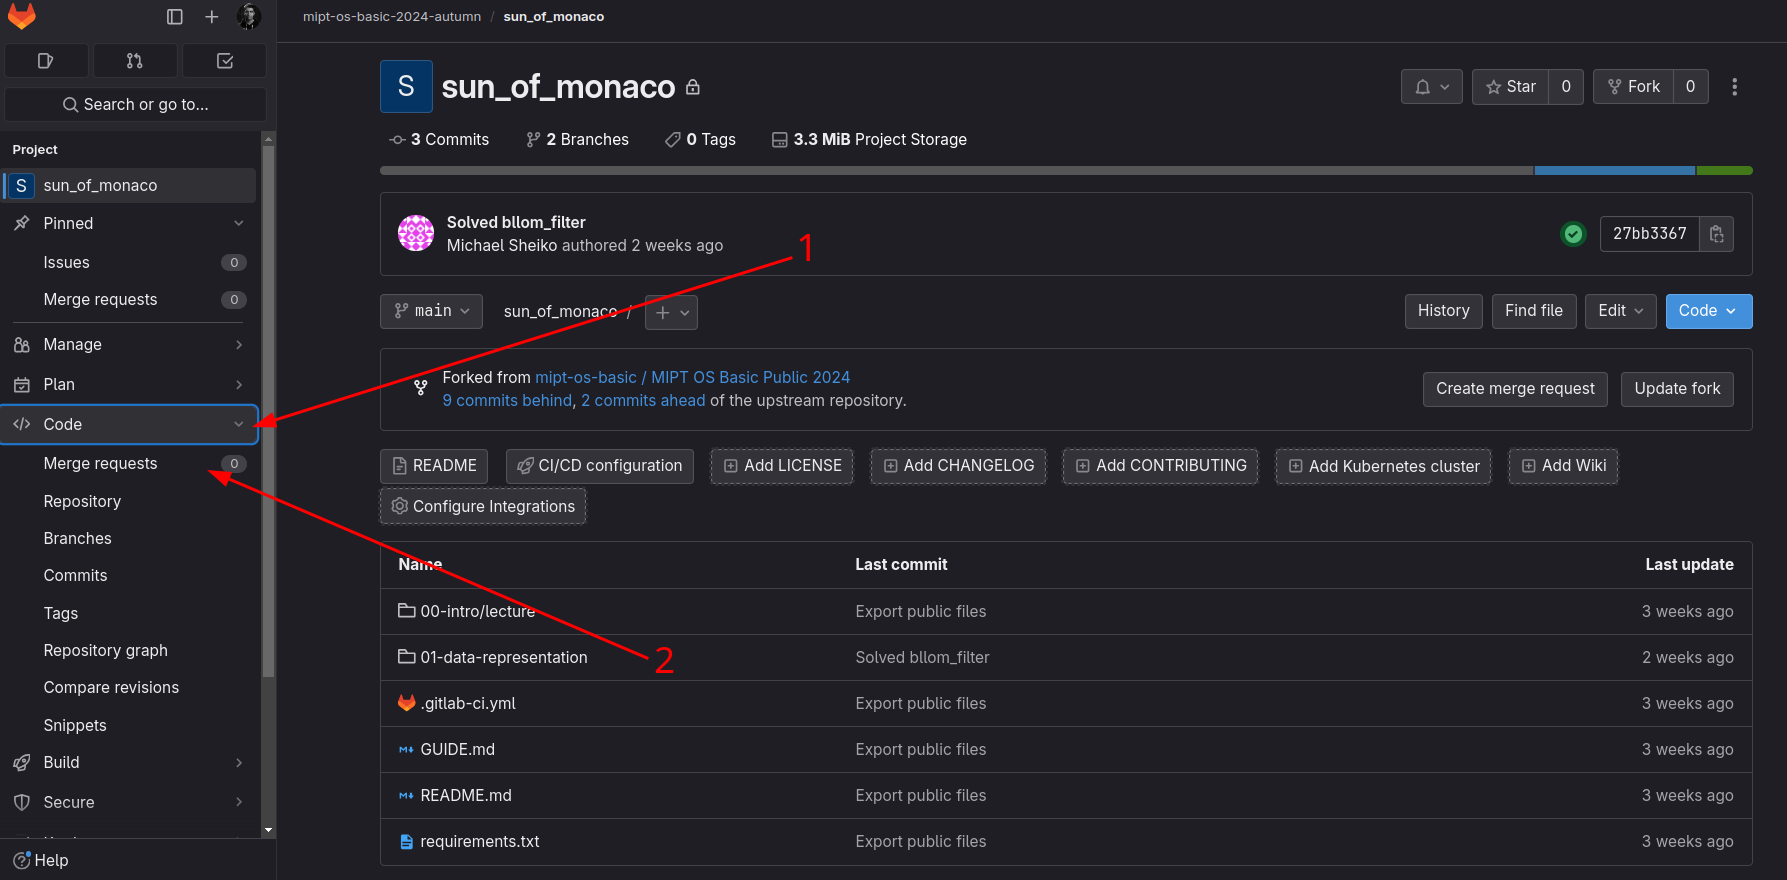 mipt-os-basic-2024-autumn / sun_of_monaco
Search or go to...
Project
S sun_of_monaco
Pinned
Issues 0
Merge requests 0
Manage
Plan
Code
Merge requests 0
Repository
Branches
Commits
Tags
Repository graph
Compare revisions
Snippets
Build
Secure
Help
S sun_of_monaco
Star 0 Fork 0
3 Commits 2 Branches 0 Tags 3.3 MiB Project Storage
Solved bllom_filter
Michael Sheiko authored 2 weeks ago
27bb3367
1
main sun_of_monaco / + History Find file Edit Code
Forked from mipt-os-basic / MIPT OS Basic Public 2024
9 commits behind, 2 commits ahead of the upstream repository.
Create merge request Update fork
README CI/CD configuration Add LICENSE Add CHANGELOG Add CONTRIBUTING Add Kubernetes cluster Add Wiki
Configure Integrations
Name Last commit Last update
00-intro/lecture Export public files 3 weeks ago
01-data-representation Solved bllom_filter 2 weeks ago
2
.gitlab-ci.yml Export public files 3 weeks ago
GUIDE.md Export public files 3 weeks ago
README.md Export public files 3 weeks ago
requirements.txt Export public files 3 weeks ago